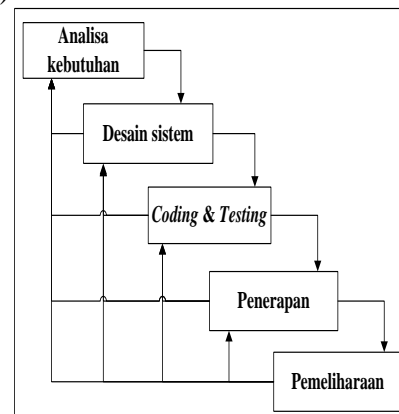 )
Analisa
kebutuhan
Desain sistem
Coding & Testing
Penerapan
Pemeliharaan